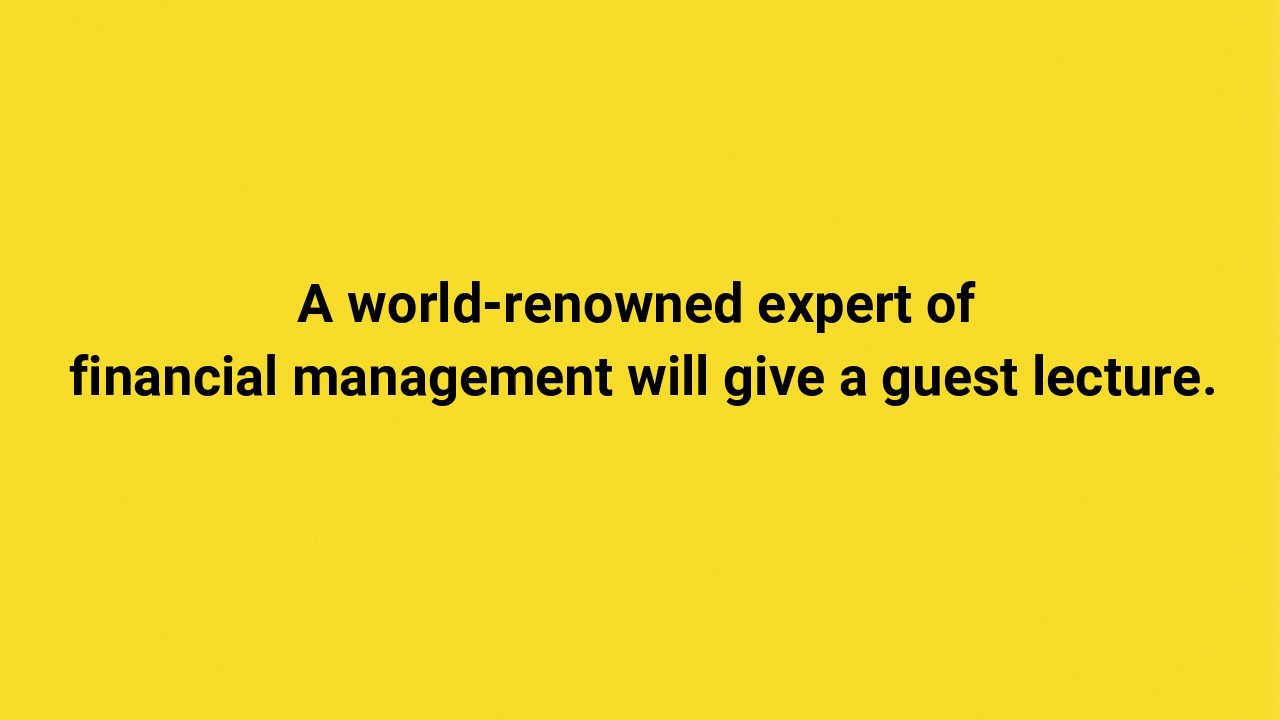 A world-renowned expert of
financial management will give a guest lecture.